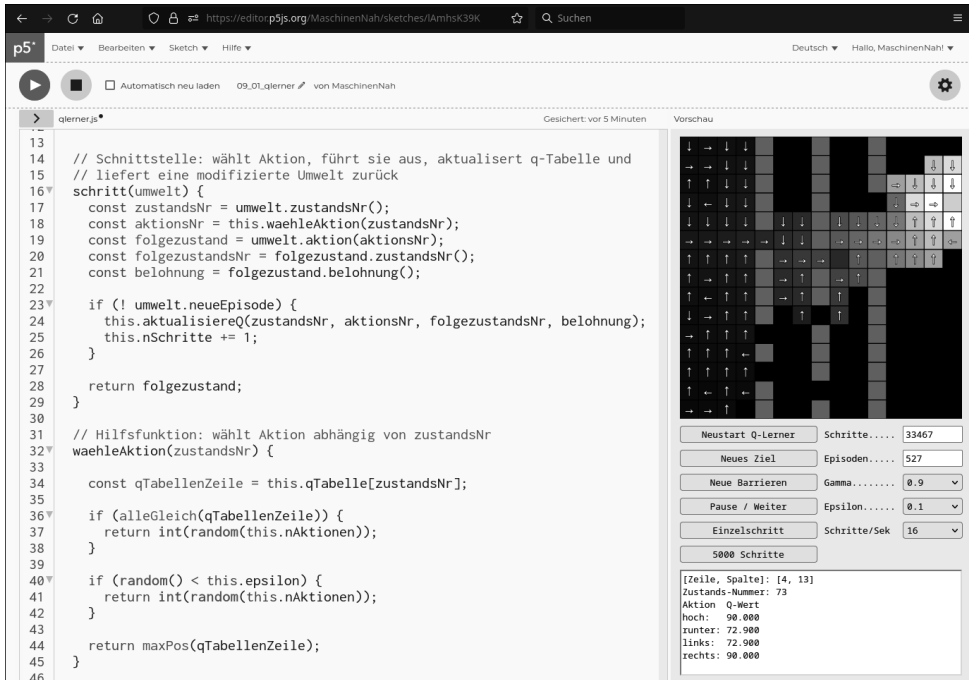 https://editor.p5js.org/MaschinenNah/sketches/lAmhsK39K
Suchen
p5*
Datei ▾ Bearbeiten ▾ Sketch ▾ Hilfe ▾
Deutsch ▾ Hallo, MaschinenNah! ▾
Automatisch neu laden 09_01_qlerner von MaschinenNah
qlerner.js
Gesichert: vor 5 Minuten
Vorschau
13
14 // Schnittstelle: wählt Aktion, führt sie aus, aktualisert q-Tabelle und
15 // liefert eine modifizierte Umwelt zurück
16 schritt(umwelt) {
17 const zustandsNr = umwelt.zustandsNr();
18 const aktionsNr = this.waehleAktion(zustandsNr);
19 const folgezustand = umwelt.aktion(aktionsNr);
20 const folgezustandsNr = folgezustand.zustandsNr();
21 const belohnung = folgezustand.belohnung();
22
23 if (! umwelt.neueEpisode) {
24 this.aktualisiereQ(zustandsNr, aktionsNr, folgezustandsNr, belohnung);
25 this.nSchritte += 1;
26 }
27
28 return folgezustand;
29 }
30
31 // Hilfsfunktion: wählt Aktion abhängig von zustandsNr
32 waehleAktion(zustandsNr) {
33
34 const qTabellenZeile = this.qTabelle[zustandsNr];
35
36 if (alleGleich(qTabellenZeile)) {
37 return int(random(this.nAktionen));
38 }
39
40 if (random() < this.epsilon) {
41 return int(random(this.nAktionen));
42 }
43
44 return maxPos(qTabellenZeile);
45 }
46
Neustart Q-Lerner Schritte..... 33467
Neues Ziel Episoden..... 527
Neue Barrieren Gamma........ 0.9
Pause / Weiter Epsilon...... 0.1
Einzelschritt Schritte/Sek 16
5000 Schritte
[Zeile, Spalte]: [4, 13]
Zustands-Nummer: 73
Aktion Q-Wert
hoch: 90.000
runter: 72.900
links: 72.900
rechts: 90.000